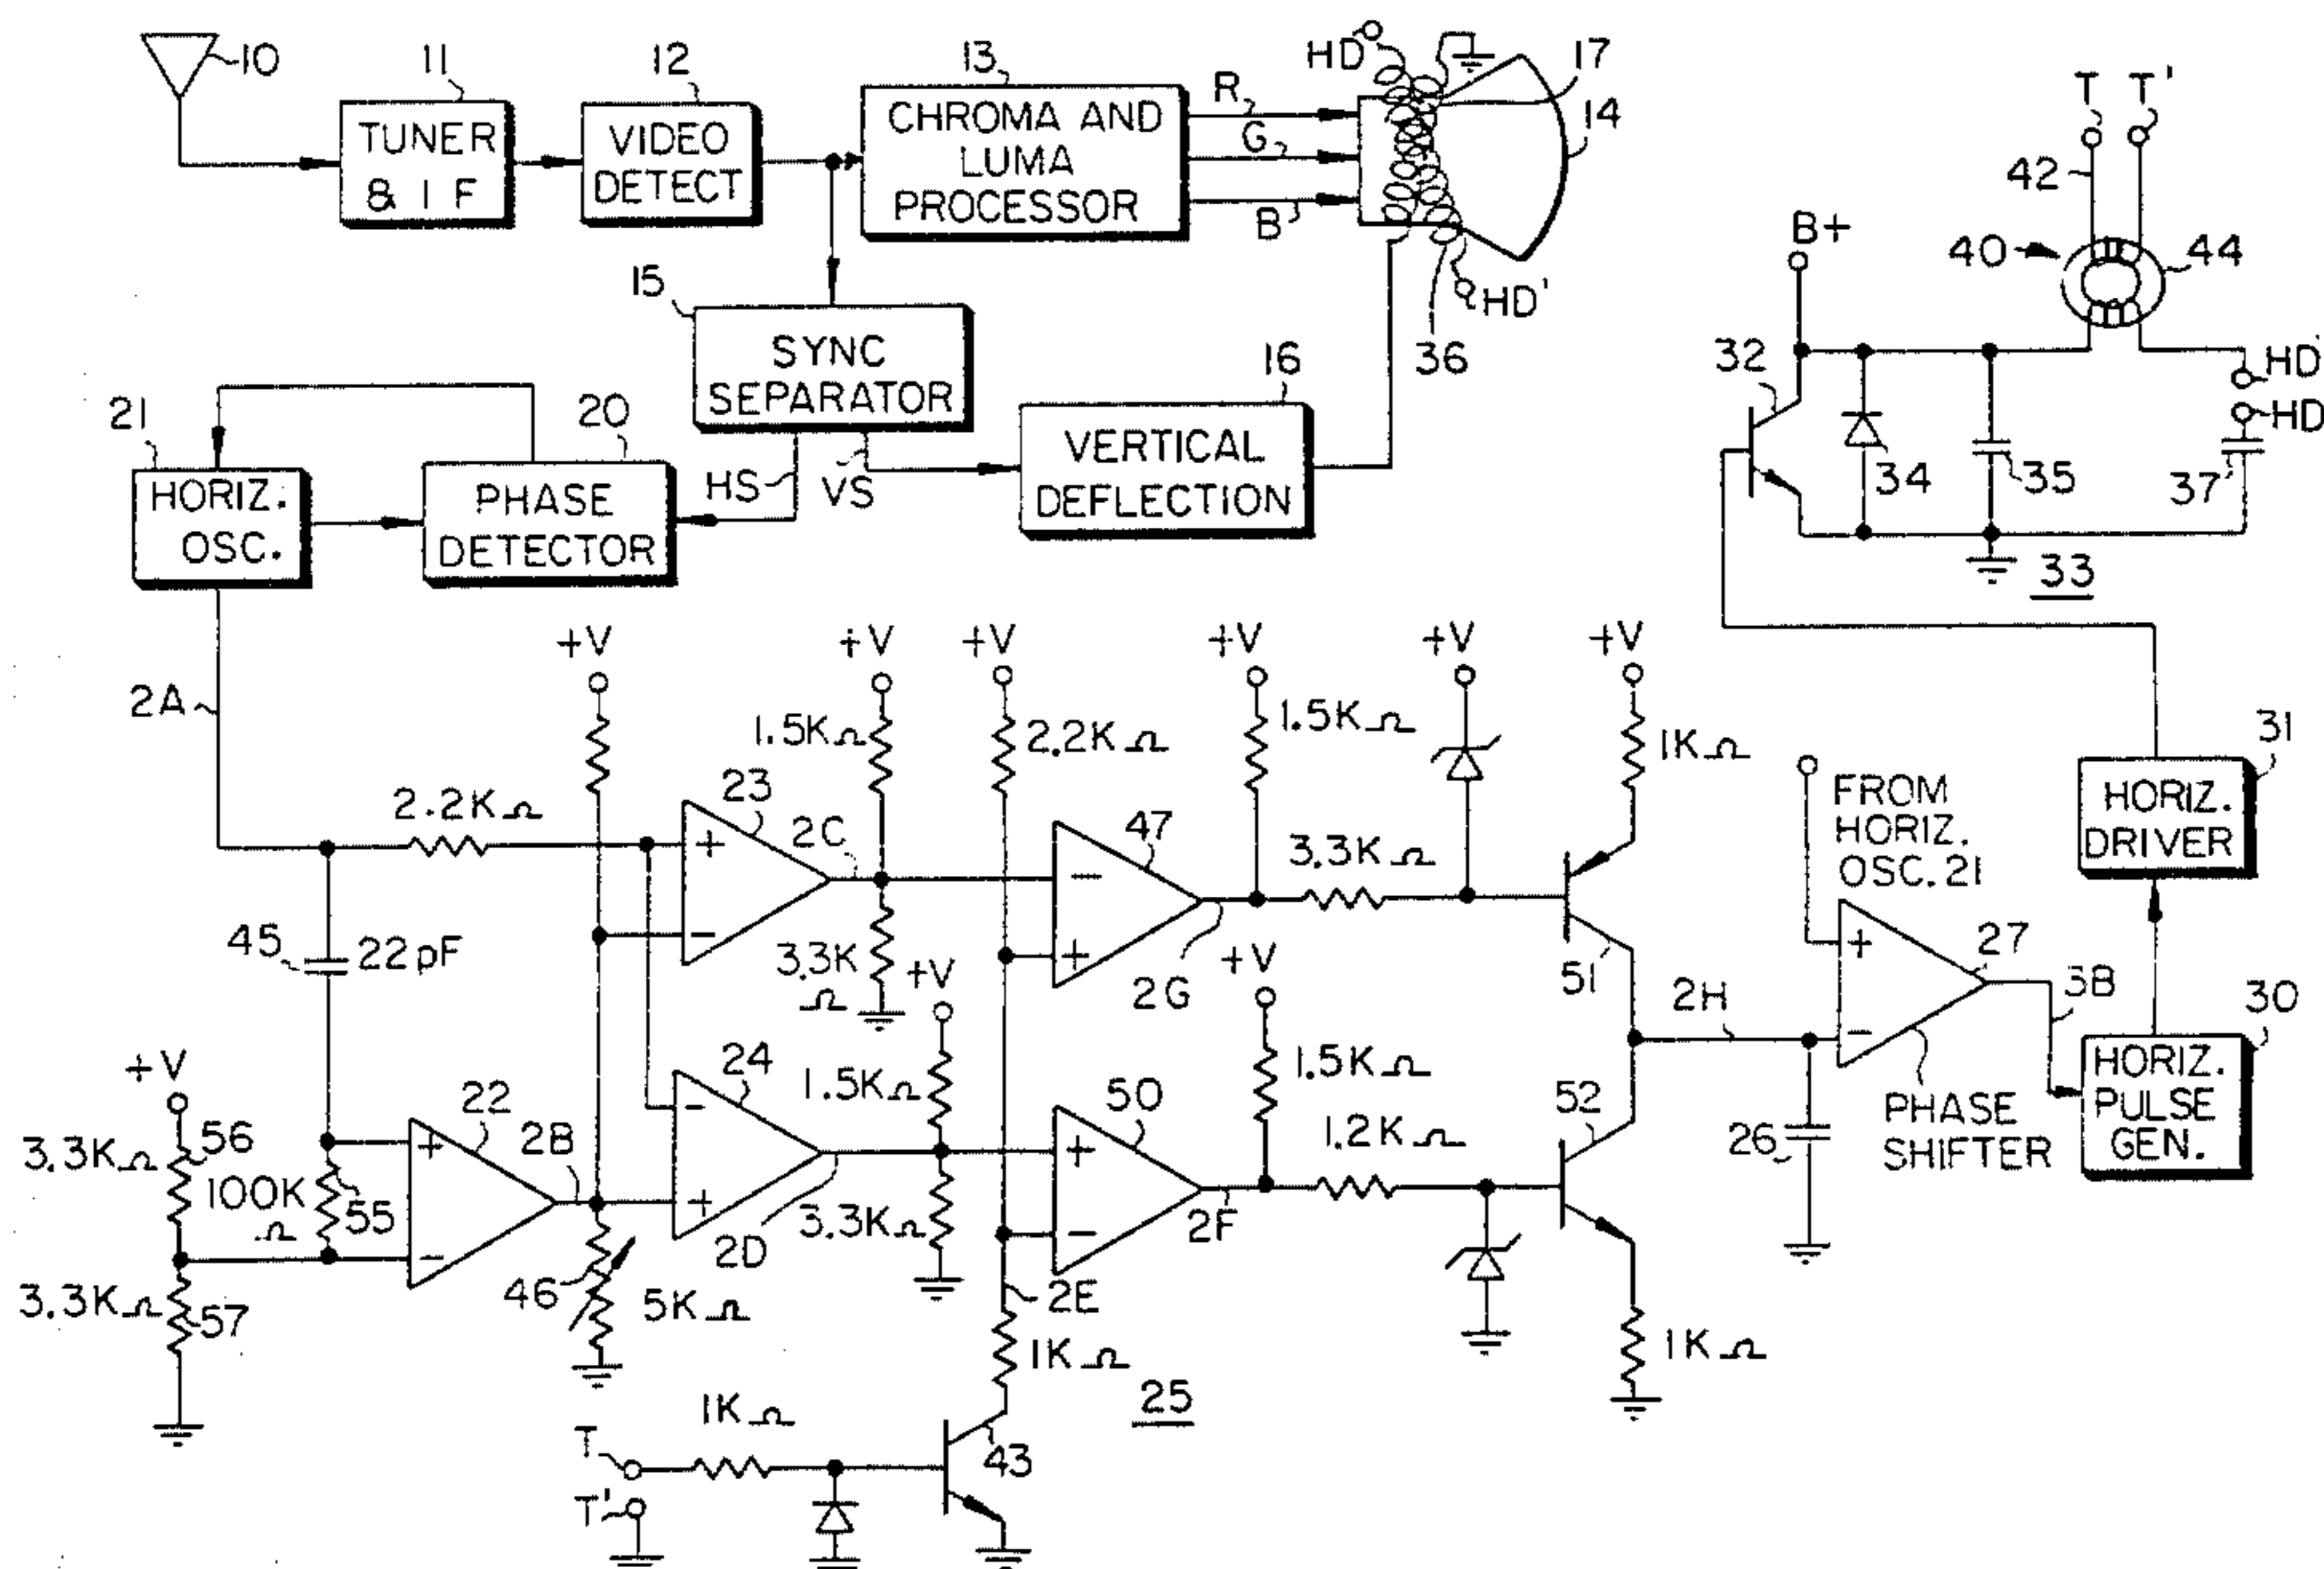 10
11
TUNER
& IF
12
VIDEO
DETECT
13
CHROMA AND
LUMA
PROCESSOR
R
G
B
HD
17
14
HD'
36
T
T'
42
40
44
B+
15
SYNC
SEPARATOR
16
VERTICAL
DEFLECTION
HS
VS
20
PHASE
DETECTOR
21
HORIZ.
OSC.
32
34
35
HD'
HD
37
33
2A
+V
+V
+V
+V
+V
+V
1.5KΩ
2.2KΩ
1.5KΩ
1KΩ
31
HORIZ.
DRIVER
2.2KΩ
23
+
−
2C
47
−
+
3.3KΩ
FROM
HORIZ.
OSC. 21
27
+
−
45
22pF
3.3K
Ω
+V
2G
+V
51
2H
3B
30
HORIZ.
PULSE
GEN.
+V
24
−
+
1.5KΩ
50
+
−
1.5KΩ
52
PHASE
SHIFTER
26
3.3KΩ
56
100K
Ω
55
22
+
−
2B
2D
3.3KΩ
2F
1.2KΩ
3.3KΩ
57
46
5KΩ
2E
1KΩ
1KΩ
25
1KΩ
T
T'
43